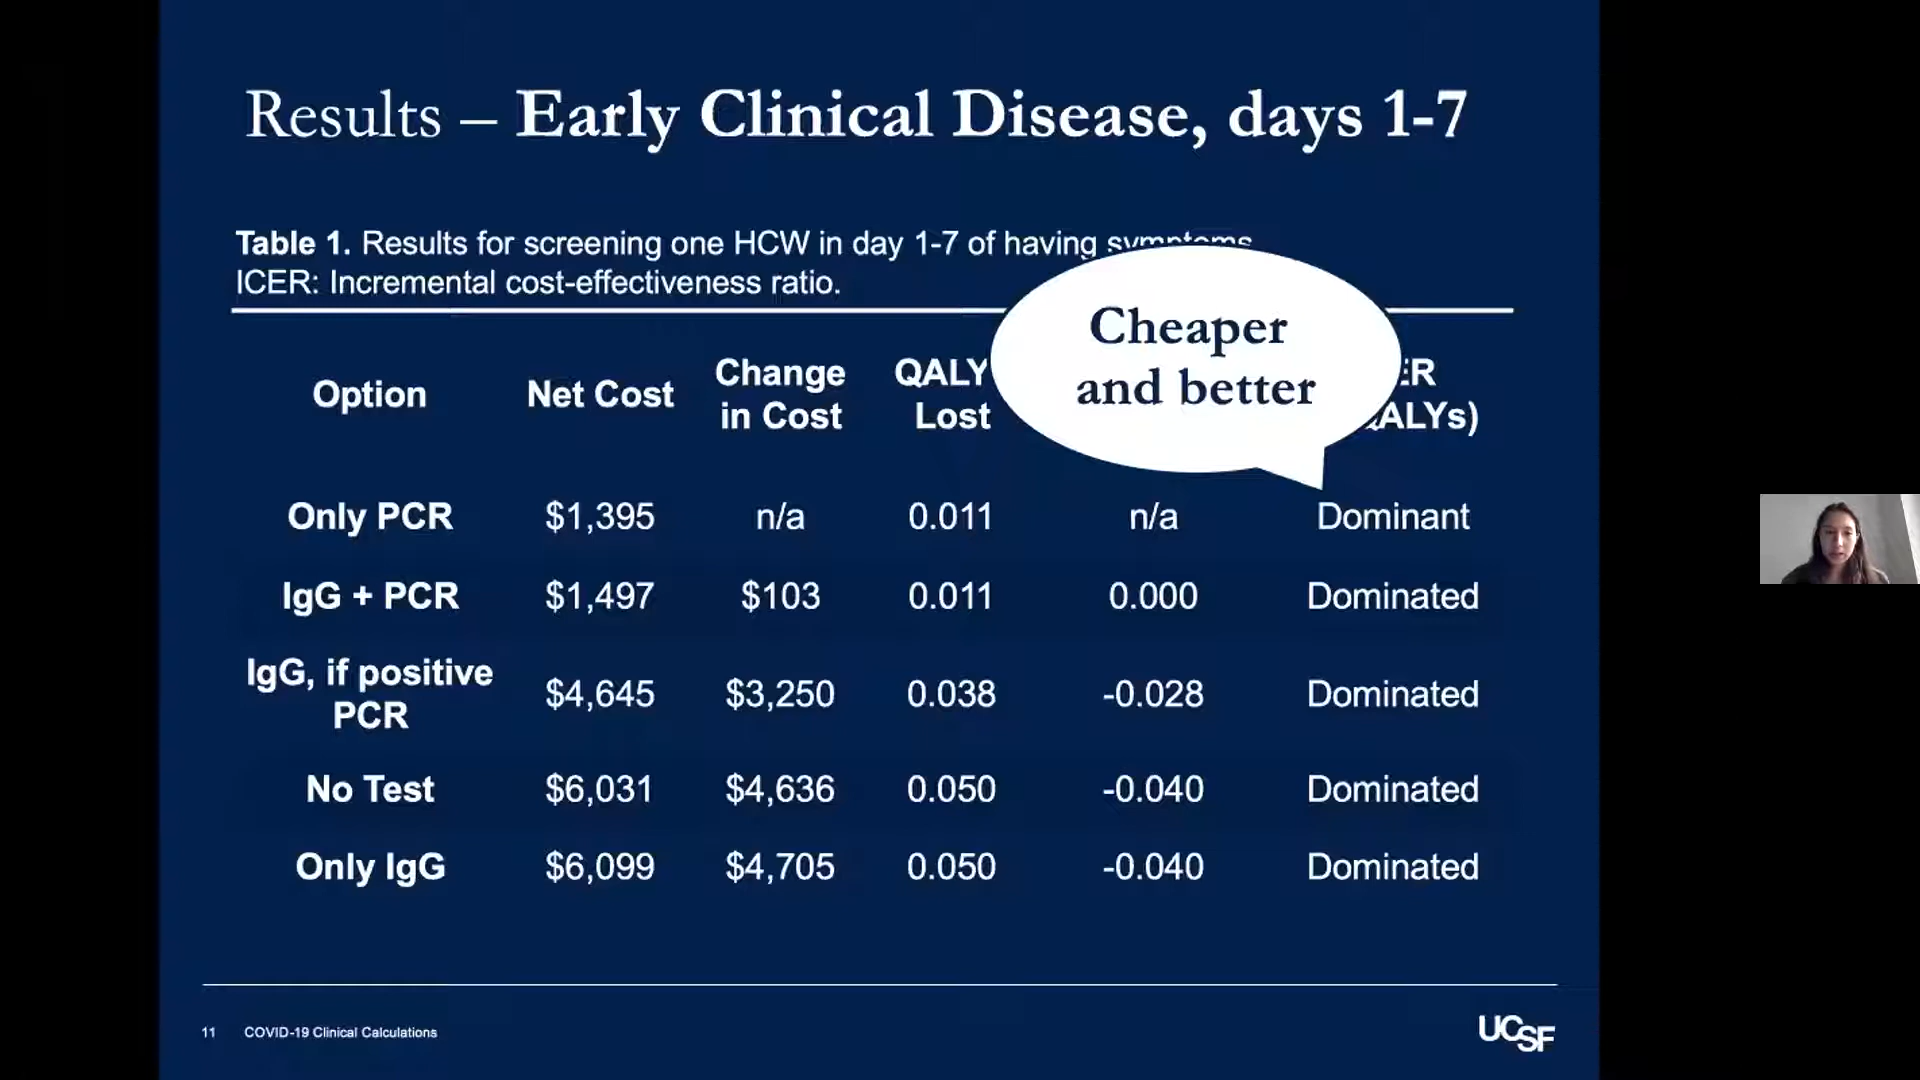 Results – Early Clinical Disease, days 1-7
Table 1. Results for screening one HCW in day 1-7 of having symptoms
ICER: Incremental cost-effectiveness ratio.
Cheaper
and better
Option
Net Cost
Change
in Cost
QALY
Lost
ER
ALYs)
Only PCR $1,395 n/a 0.011 n/a Dominant
IgG + PCR $1,497 $103 0.011 0.000 Dominated
IgG, if positive
PCR
$4,645 $3,250 0.038 -0.028 Dominated
No Test $6,031 $4,636 0.050 -0.040 Dominated
Only IgG $6,099 $4,705 0.050 -0.040 Dominated
11 COVID-19 Clinical Calculations
UCSF